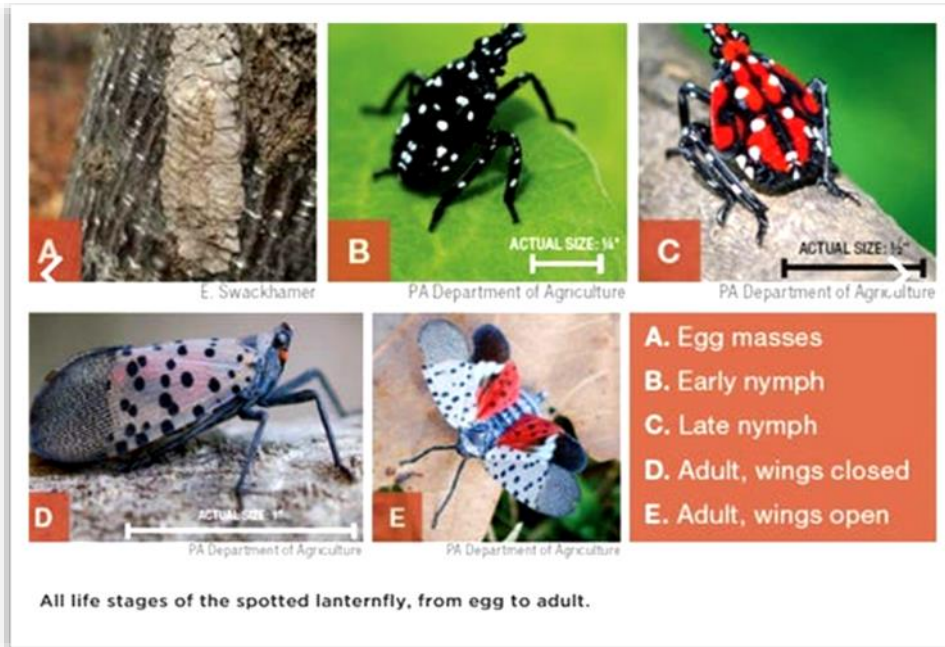 A
E. Swackhamer
B
ACTUAL SIZE: ¼"
PA Department of Agriculture
C
ACTUAL SIZE: ½"
PA Department of Agriculture
D
ACTUAL SIZE: 1"
PA Department of Agriculture
E
PA Department of Agriculture
A. Egg masses
B. Early nymph
C. Late nymph
D. Adult, wings closed
E. Adult, wings open
All life stages of the spotted lanternfly, from egg to adult.